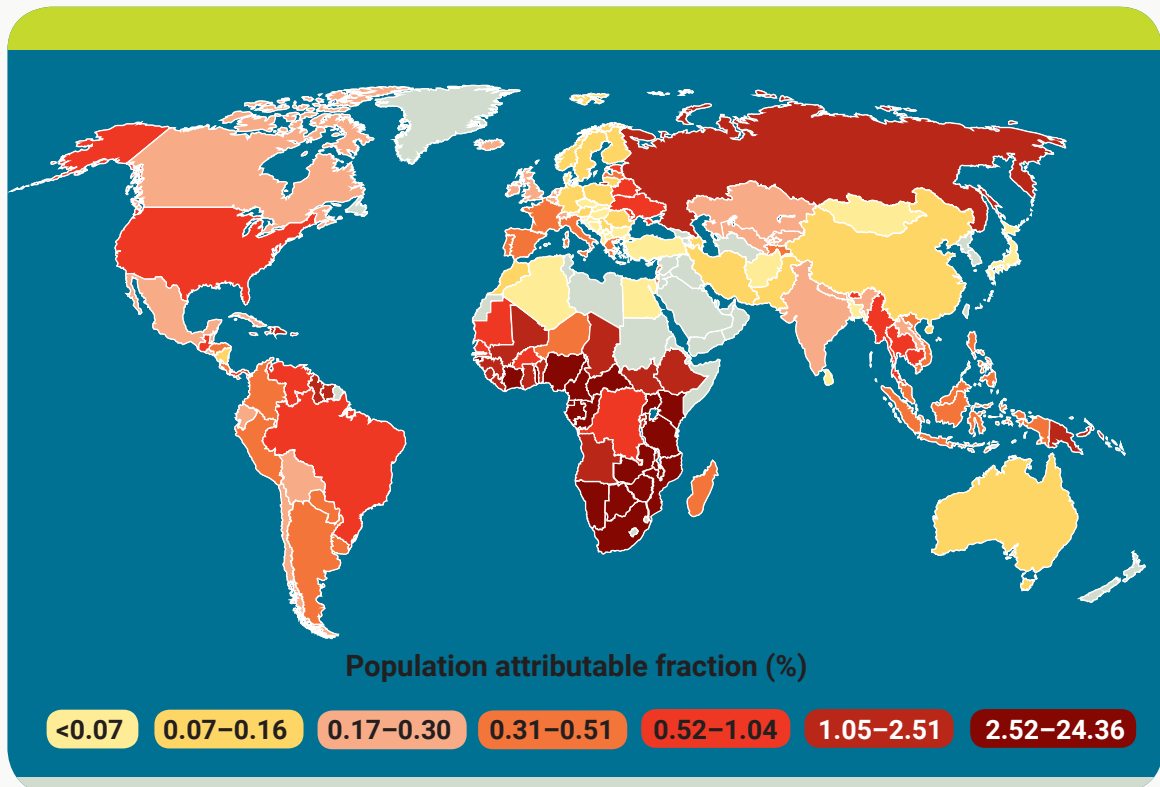 Population attributable fraction (%)
<0.07 0.07–0.16 0.17–0.30 0.31–0.51 0.52–1.04 1.05–2.51 2.52–24.36